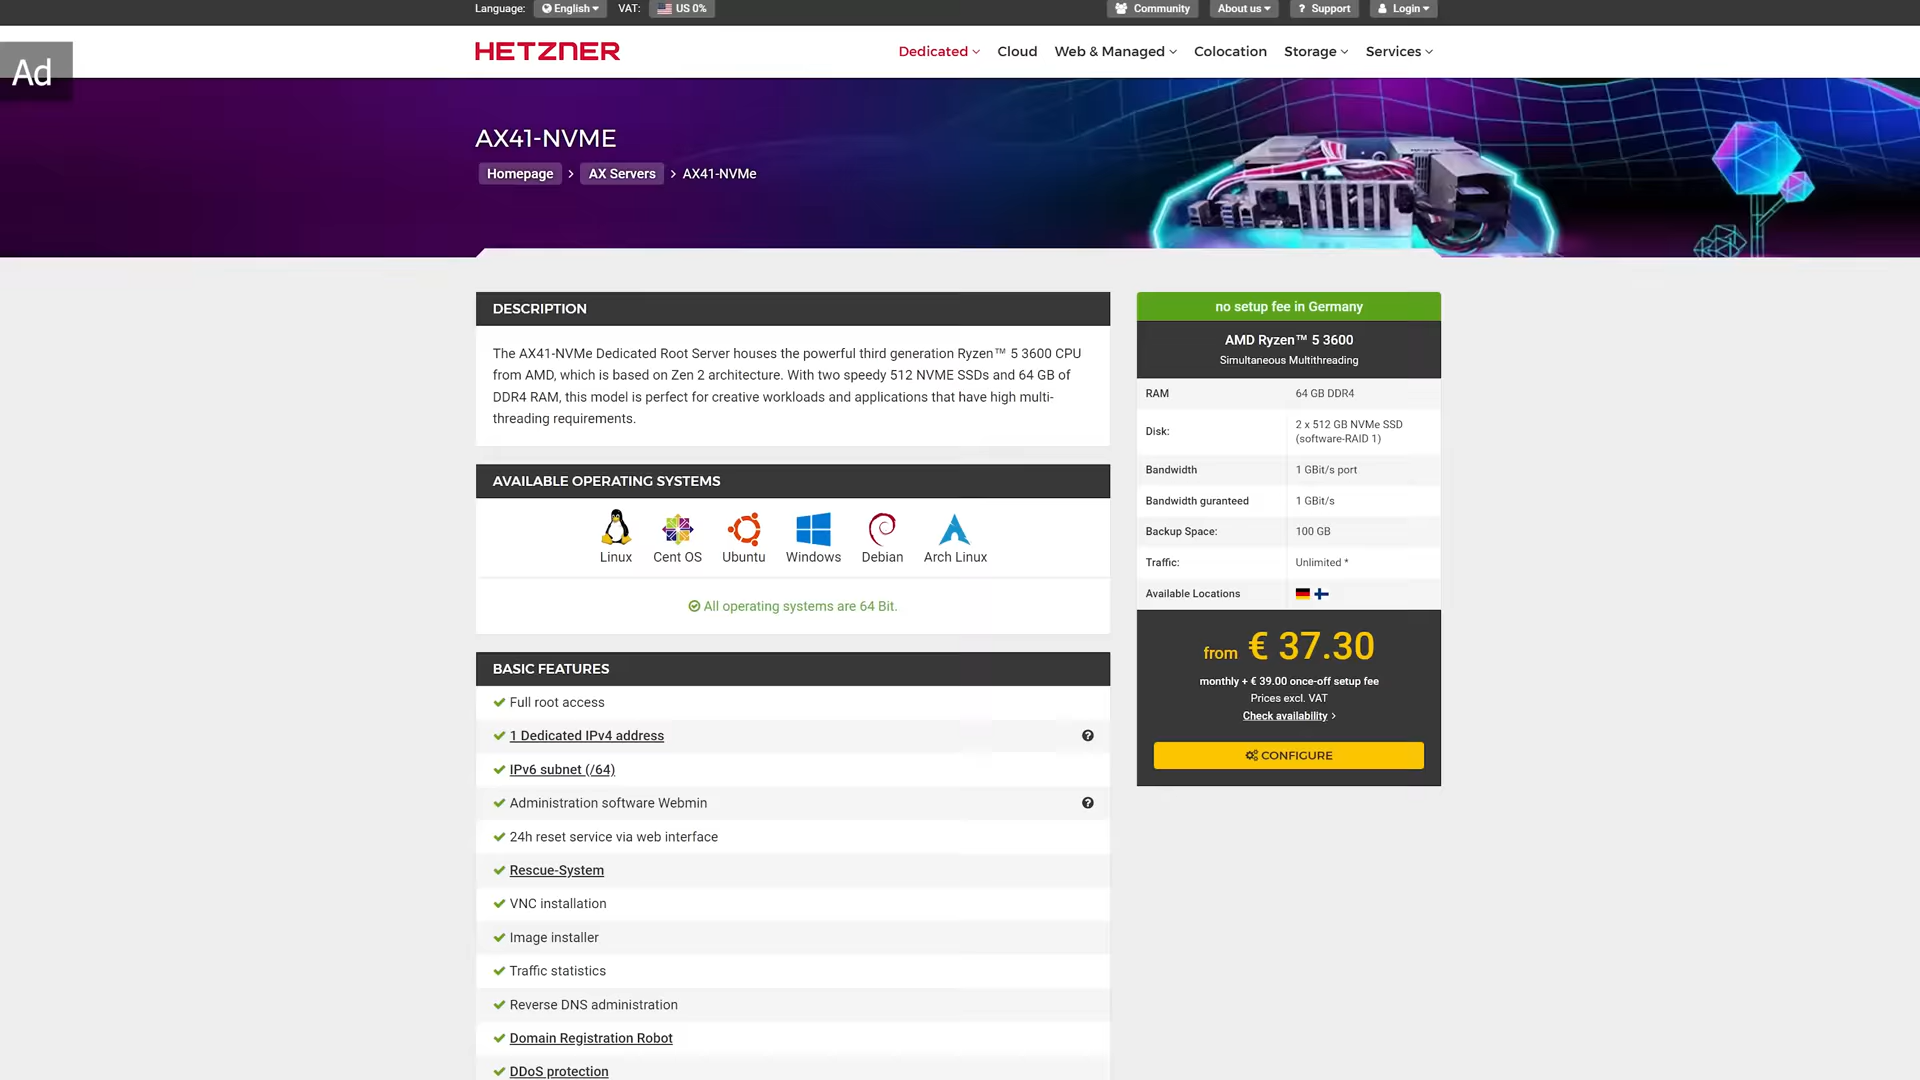 Language: English VAT: US 0% Community About us ? Support Login
Ad
HETZNER Dedicated Cloud Web & Managed Colocation Storage Services
AX41-NVME
Homepage > AX Servers > AX41-NVMe
DESCRIPTION
The AX41-NVMe Dedicated Root Server houses the powerful third generation Ryzen™ 5 3600 CPU
from AMD, which is based on Zen 2 architecture. With two speedy 512 NVME SSDs and 64 GB of
DDR4 RAM, this model is perfect for creative workloads and applications that have high multi-
threading requirements.
AVAILABLE OPERATING SYSTEMS
Linux Cent OS Ubuntu Windows Debian Arch Linux
All operating systems are 64 Bit.
BASIC FEATURES
Full root access
1 Dedicated IPv4 address ?
IPv6 subnet (/64)
Administration software Webmin ?
24h reset service via web interface
Rescue-System
VNC installation
Image installer
Traffic statistics
Reverse DNS administration
Domain Registration Robot
DDoS protection
no setup fee in Germany
AMD Ryzen™ 5 3600
Simultaneous Multithreading
RAM 64 GB DDR4
Disk: 2 x 512 GB NVMe SSD
(software-RAID 1)
Bandwidth 1 GBit/s port
Bandwidth guranteed 1 GBit/s
Backup Space: 100 GB
Traffic: Unlimited *
Available Locations
from € 37.30
monthly + € 39.00 once-off setup fee
Prices excl. VAT
Check availability >
CONFIGURE